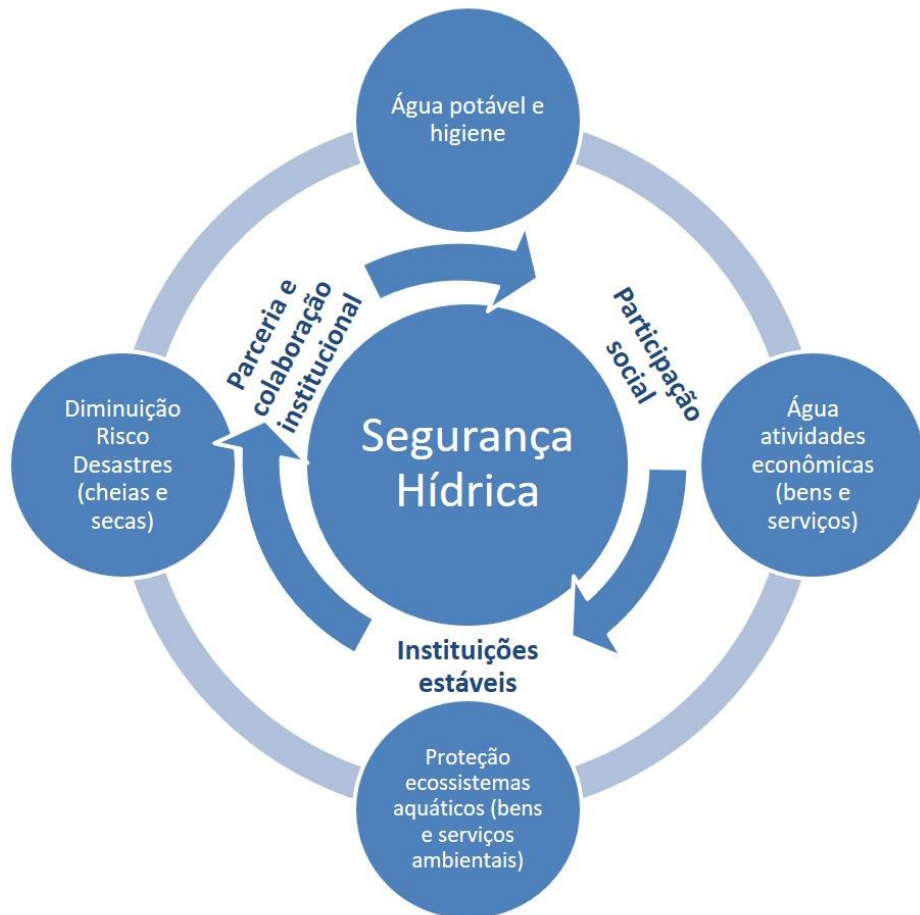 Água potável e
higiene
Parceria e
colaboração
institucional
Participação
social
Diminuição
Risco
Desastres
(cheias e
secas)
Segurança
Hídrica
Água
atividades
econômicas
(bens e
serviços)
Instituições
estáveis
Proteção
ecossistemas
aquáticos (bens
e serviços
ambientais)